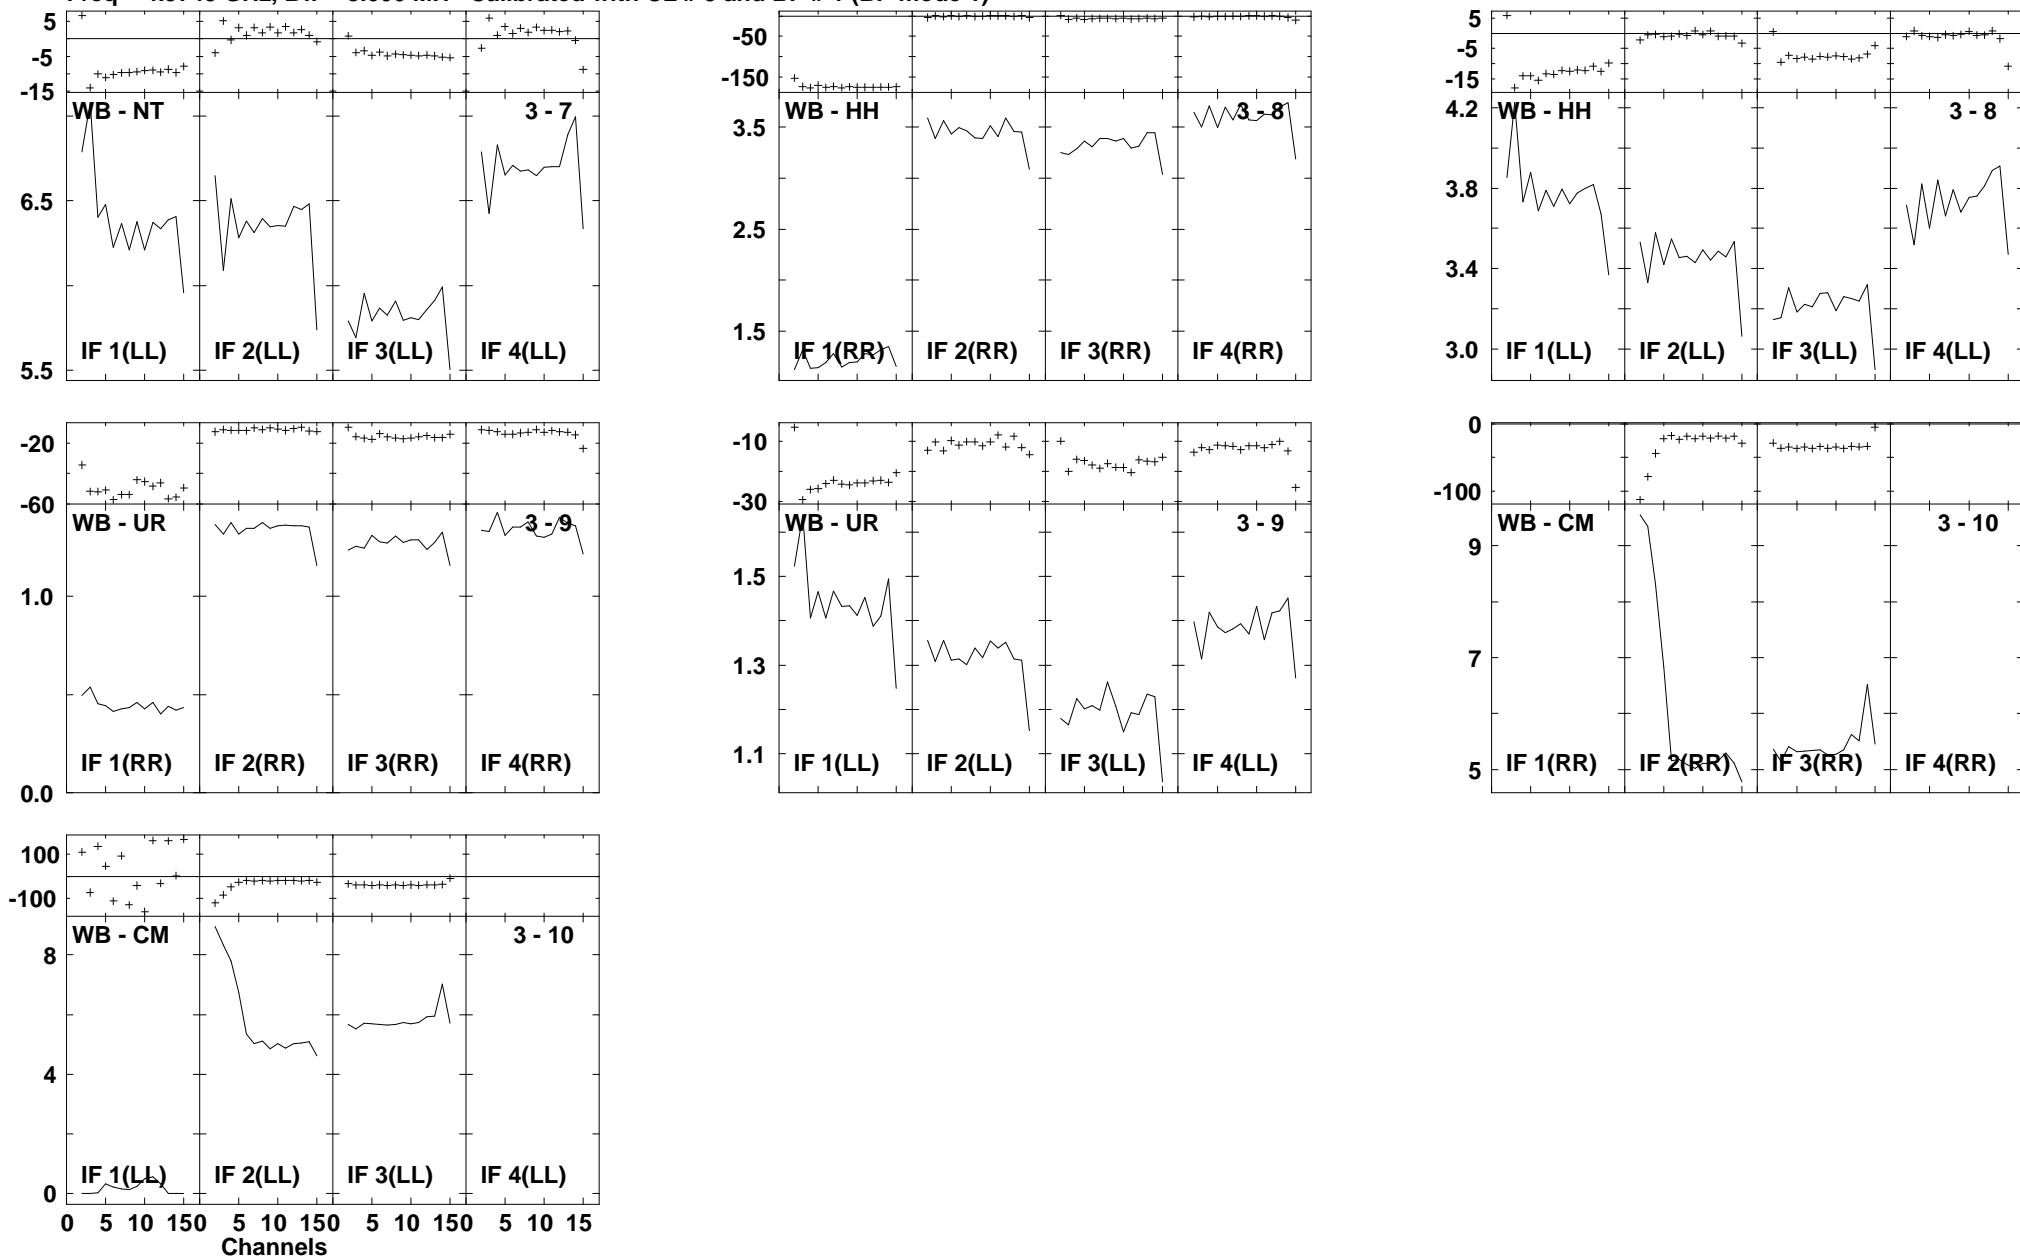 5
-5
-15
WB - NT
3 - 7
6.5
5.5
IF 1(LL)
IF 2(LL)
IF 3(LL)
IF 4(LL)
-50
-150
WB - HH
3 - 8
3.5
2.5
1.5
IF 1(RR)
IF 2(RR)
IF 3(RR)
IF 4(RR)
5
-5
-15
WB - HH
3 - 8
4.2
3.8
3.4
3.0
IF 1(LL)
IF 2(LL)
IF 3(LL)
IF 4(LL)
-20
-60
WB - UR
3 - 9
1.0
0.0
IF 1(RR)
IF 2(RR)
IF 3(RR)
IF 4(RR)
-10
-30
WB - UR
3 - 9
1.5
1.3
1.1
IF 1(LL)
IF 2(LL)
IF 3(LL)
IF 4(LL)
0
-100
WB - CM
3 - 10
9
7
5
IF 1(RR)
IF 2(RR)
IF 3(RR)
IF 4(RR)
100
-100
WB - CM
3 - 10
8
4
0
IF 1(LL)
IF 2(LL)
IF 3(LL)
IF 4(LL)
0 5 10 150 5 10 150 5 10 150 5 10 15
Channels